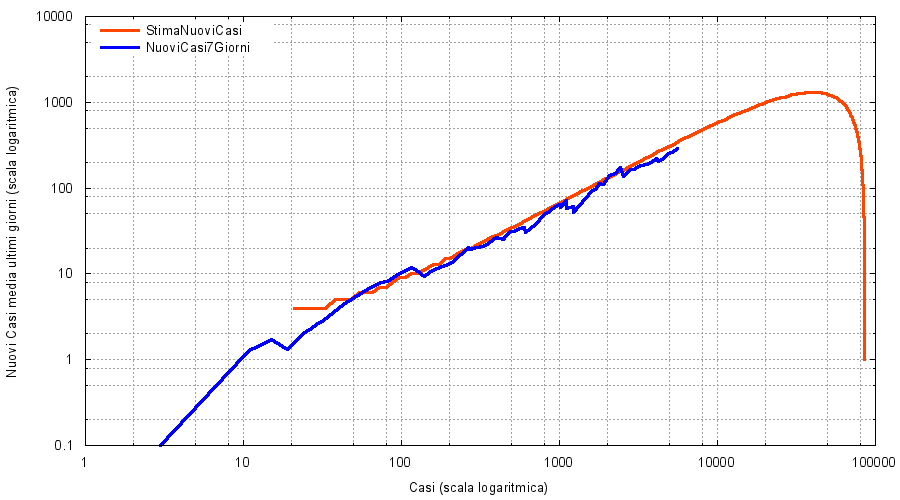 10000
1000
100
10
1
0.1
StimaNuoviCasi
NuoviCasi7Giorni
Nuovi Casi media ultimi giorni (scala logaritmica)
1 10 100 1000 10000 100000
Casi (scala logaritmica)